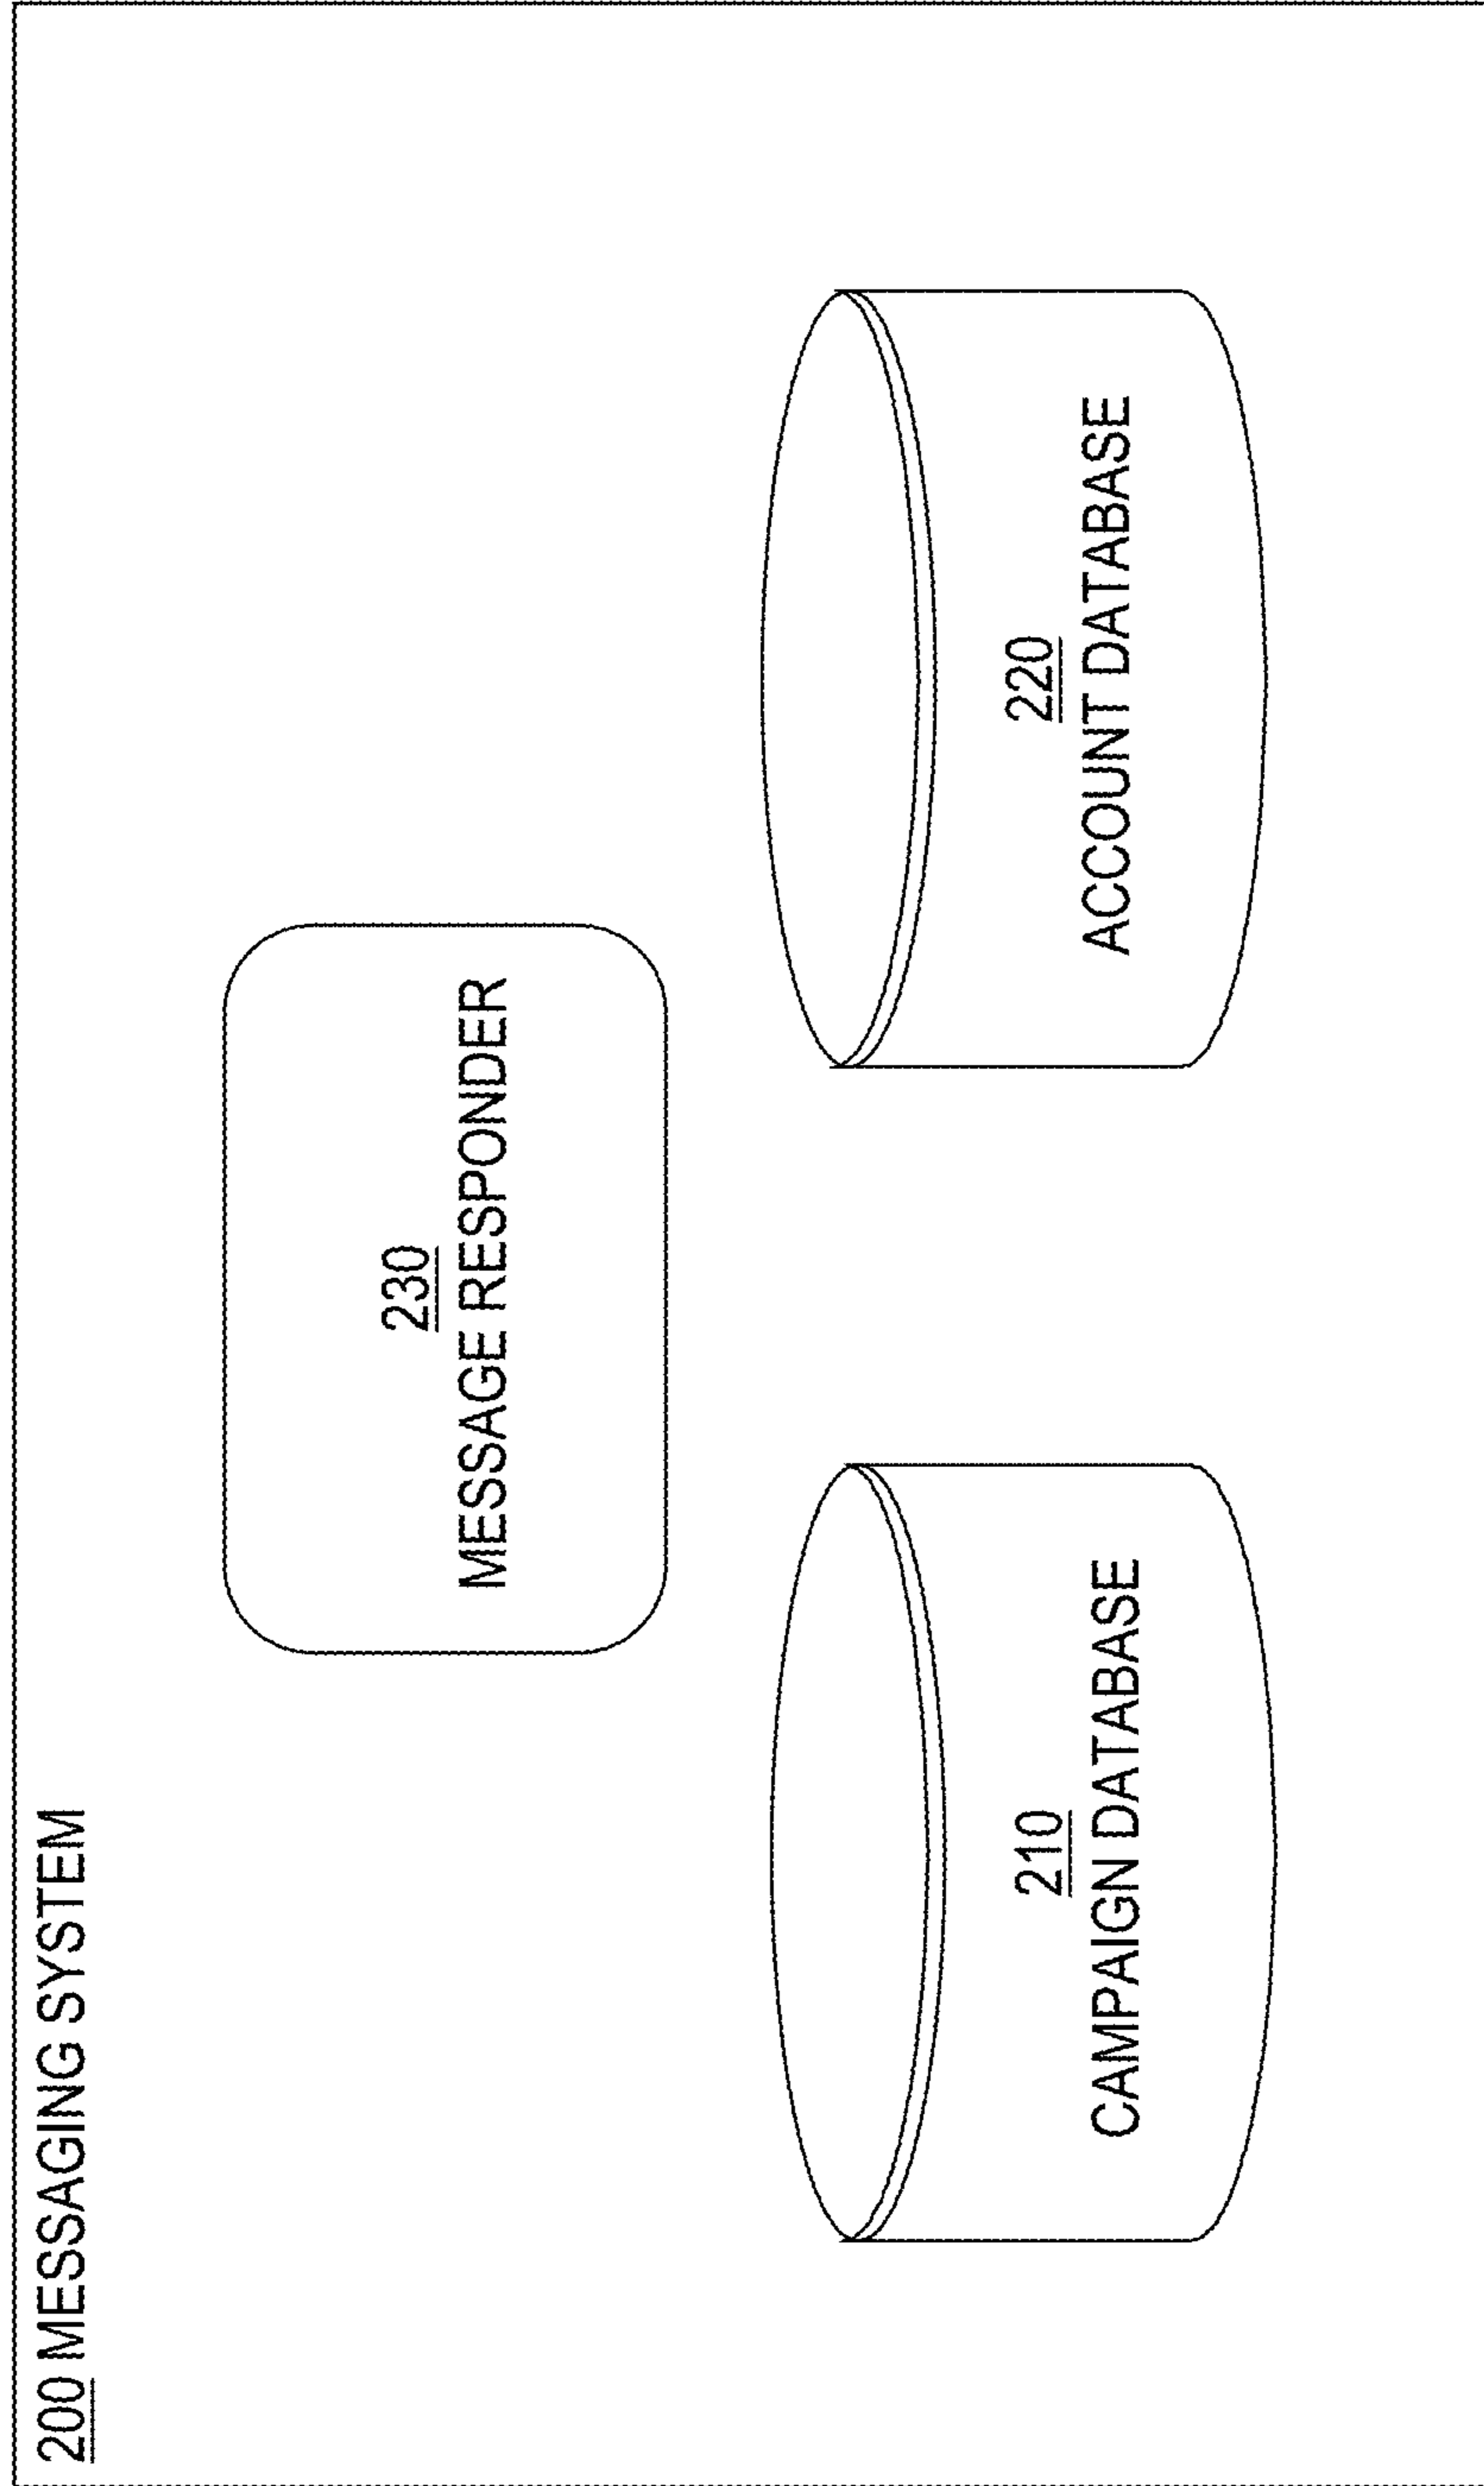 200 MESSAGING SYSTEM
230
MESSAGE RESPONDER
210
CAMPAIGN DATABASE
220
ACCOUNT DATABASE